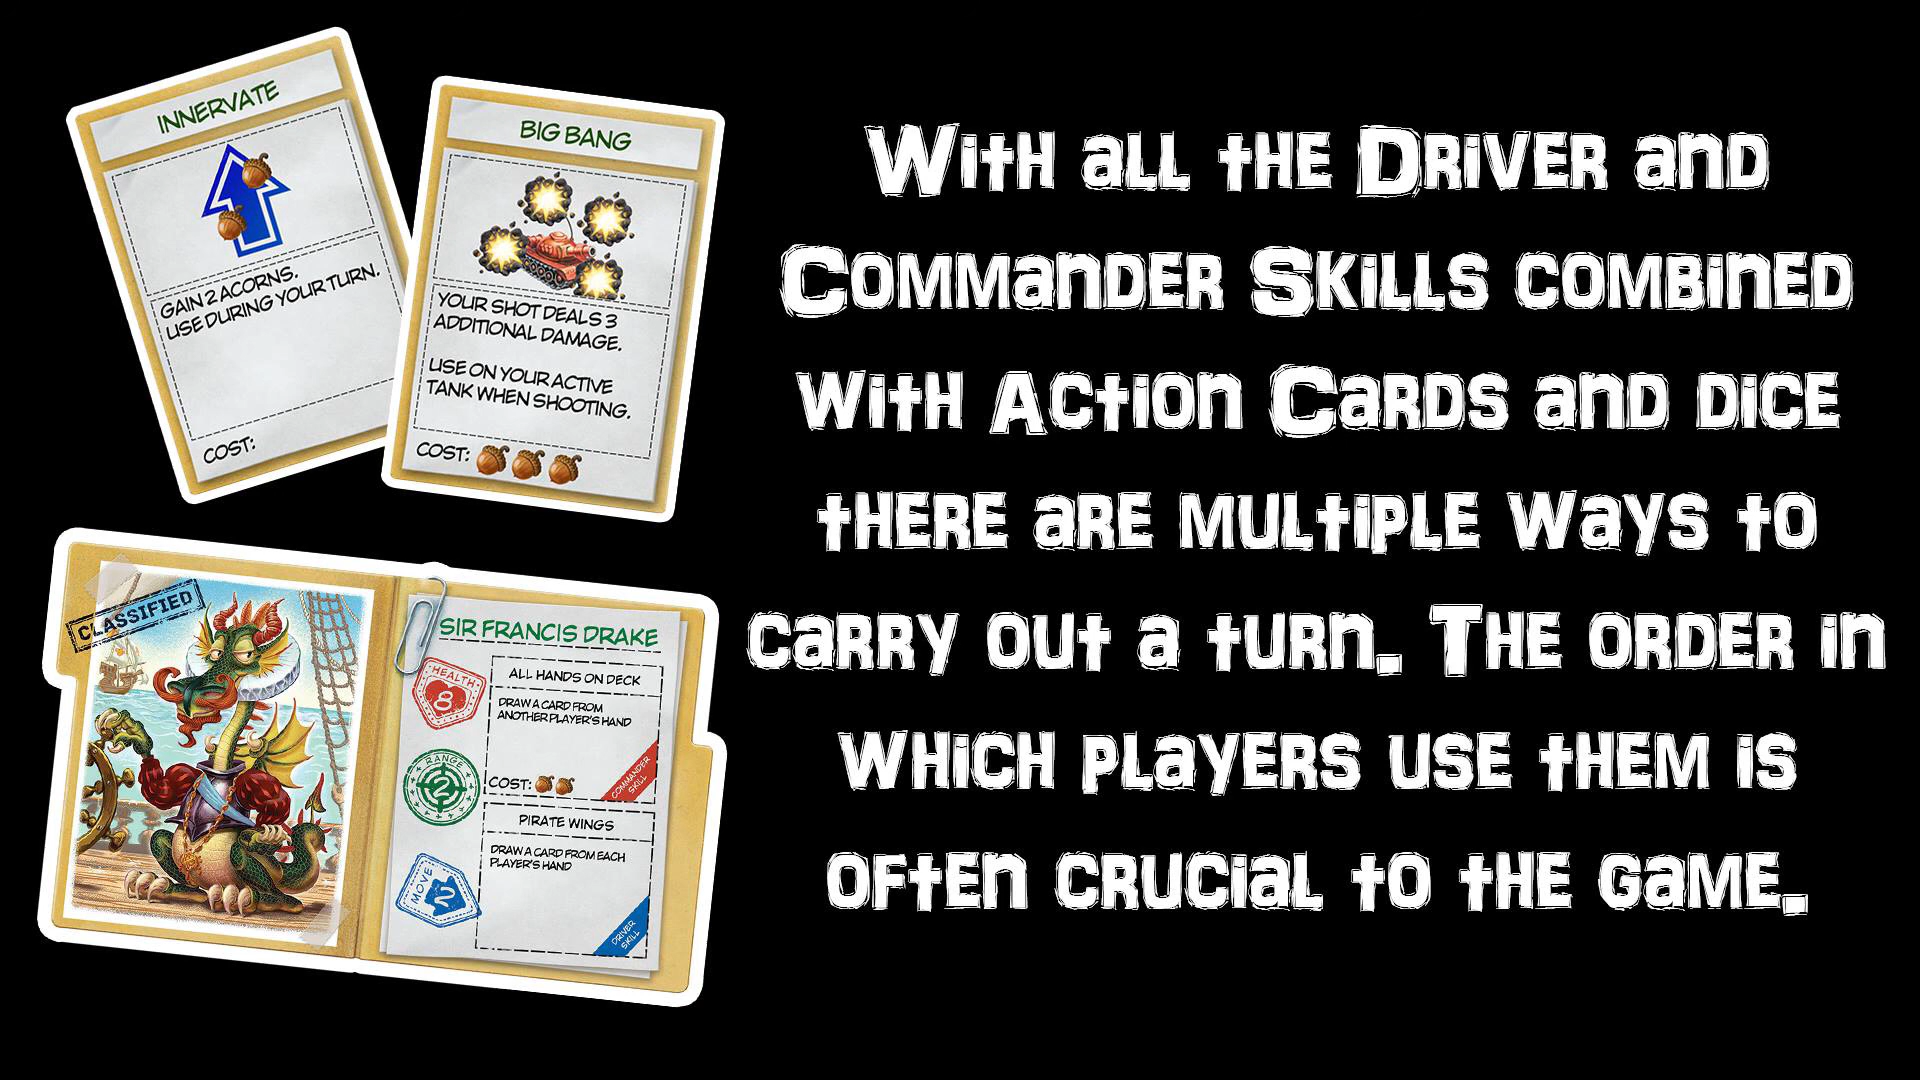 INNERVATE
GAIN 2 ACORNS.
USE DURING YOUR TURN.
COST:
BIG BANG
YOUR SHOT DEALS 3
ADDITIONAL DAMAGE.
USE ON YOUR ACTIVE
TANK WHEN SHOOTING.
COST:
CLASSIFIED
SIR FRANCIS DRAKE
HEALTH
8
ALL HANDS ON DECK
DRAW A CARD FROM
ANOTHER PLAYER'S HAND
COST:
COMMANDER
SKILL
RANGE
2
PIRATE WINGS
DRAW A CARD FROM EACH
PLAYER'S HAND
MOVE
2
DRIVER
SKILL
With all the Driver and
Commander Skills combined
with Action Cards and dice
there are multiple ways to
carry out a turn. The order in
which players use them is
often crucial to the game.